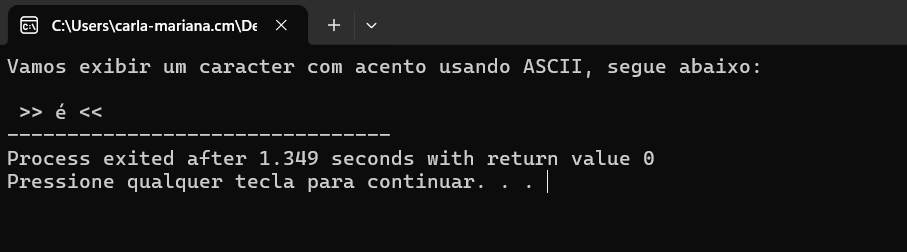 C:\Users\carla-mariana.cm\De
Vamos exibir um caracter com acento usando ASCII, segue abaixo:
>> é <<
--------------------------------
Process exited after 1.349 seconds with return value 0
Pressione qualquer tecla para continuar. . .